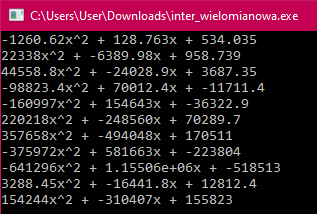 C:\Users\User\Downloads\inter_wielomianowa.exe
-1260.62x^2 + 128.763x + 534.035
22338x^2 + -6389.98x + 958.739
44558.8x^2 + -24028.9x + 3687.35
-98823.4x^2 + 70012.4x + -11711.4
-160997x^2 + 154643x + -36322.9
220218x^2 + -248560x + 70289.7
357658x^2 + -494048x + 170511
-375972x^2 + 581663x + -223804
-641296x^2 + 1.15506e+06x + -518513
3288.45x^2 + -16441.8x + 12812.4
154244x^2 + -310407x + 155823